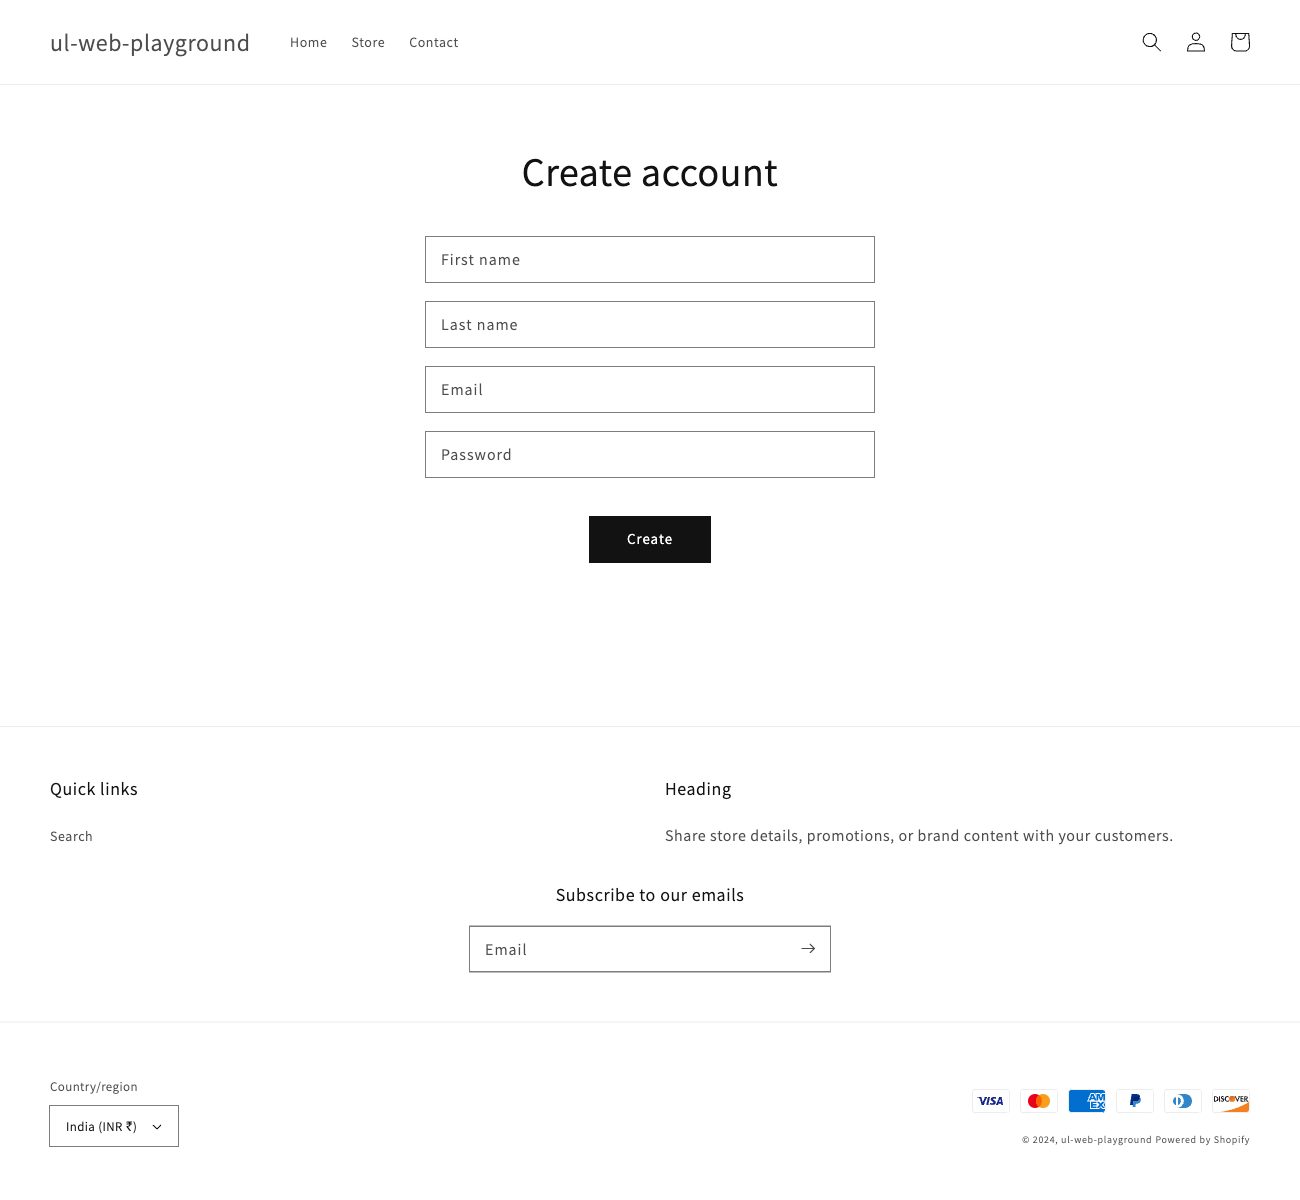 ul-web-playground
Home Store Contact
Create account
First name
Last name
Email
Password
Create
Quick links
Search
Heading
Share store details, promotions, or brand content with your customers.
Subscribe to our emails
Email
Country/region
India (INR ₹)
VISA
AM EX
DISCOVER
© 2024, ul-web-playground Powered by Shopify